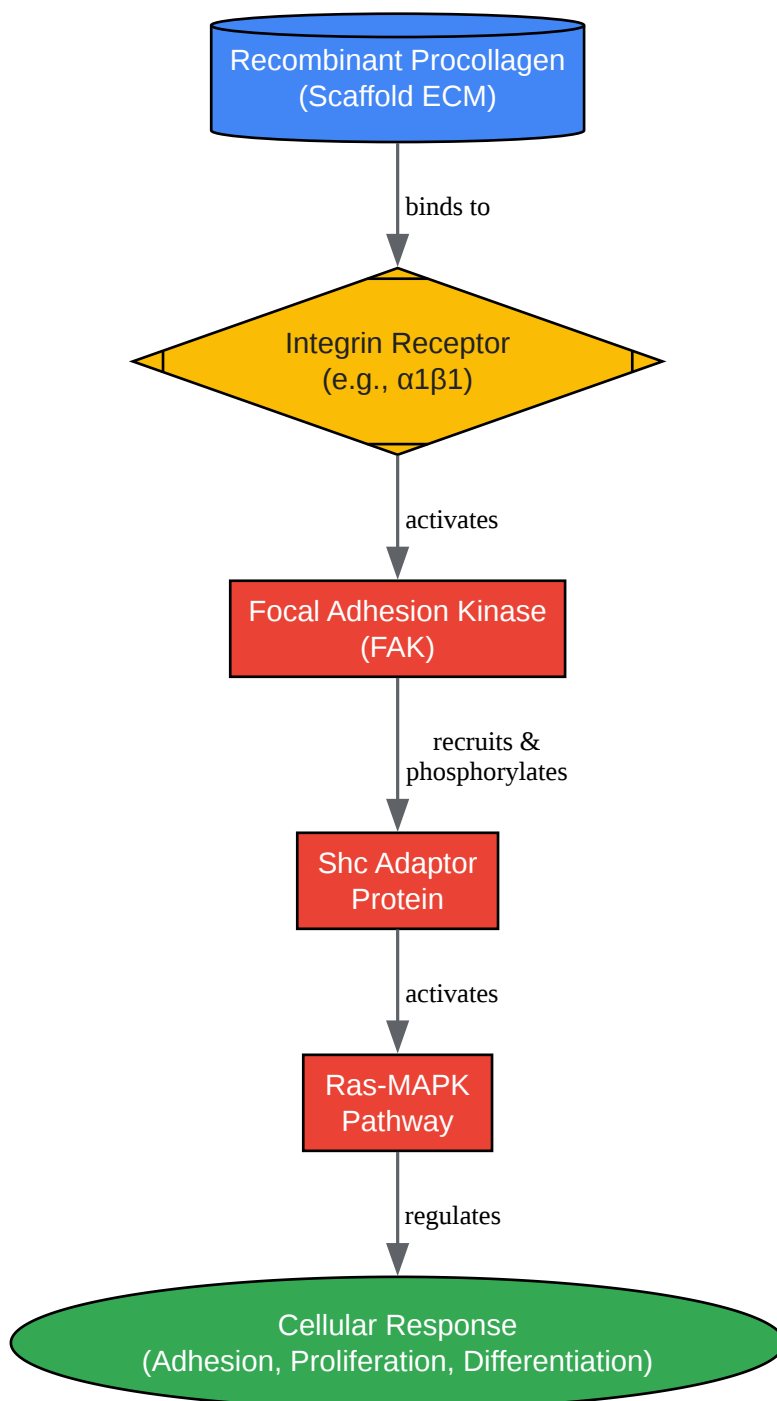 Recombinant Procollagen
(Scaffold ECM)
binds to
Integrin Receptor
(e.g., α1β1)
activates
Focal Adhesion Kinase
(FAK)
recruits &
phosphorylates
Shc Adaptor
Protein
activates
Ras-MAPK
Pathway
regulates
Cellular Response
(Adhesion, Proliferation, Differentiation)